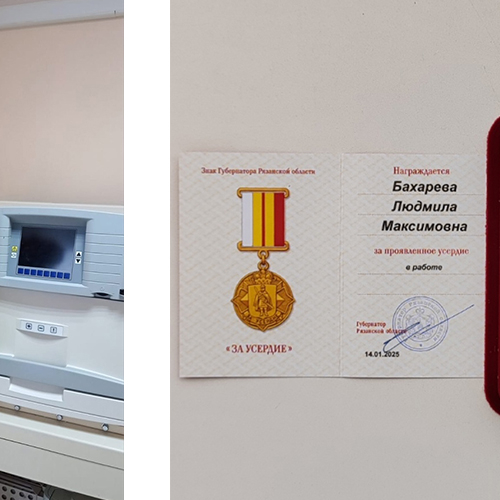 Знак Губернатора Рязанской области
«ЗА УСЕРДИЕ»
Награждается
Бахарева
Людмила
Максимовна
за проявленное усердие
в работе
Губернатор
Рязанской области
14.01.2025